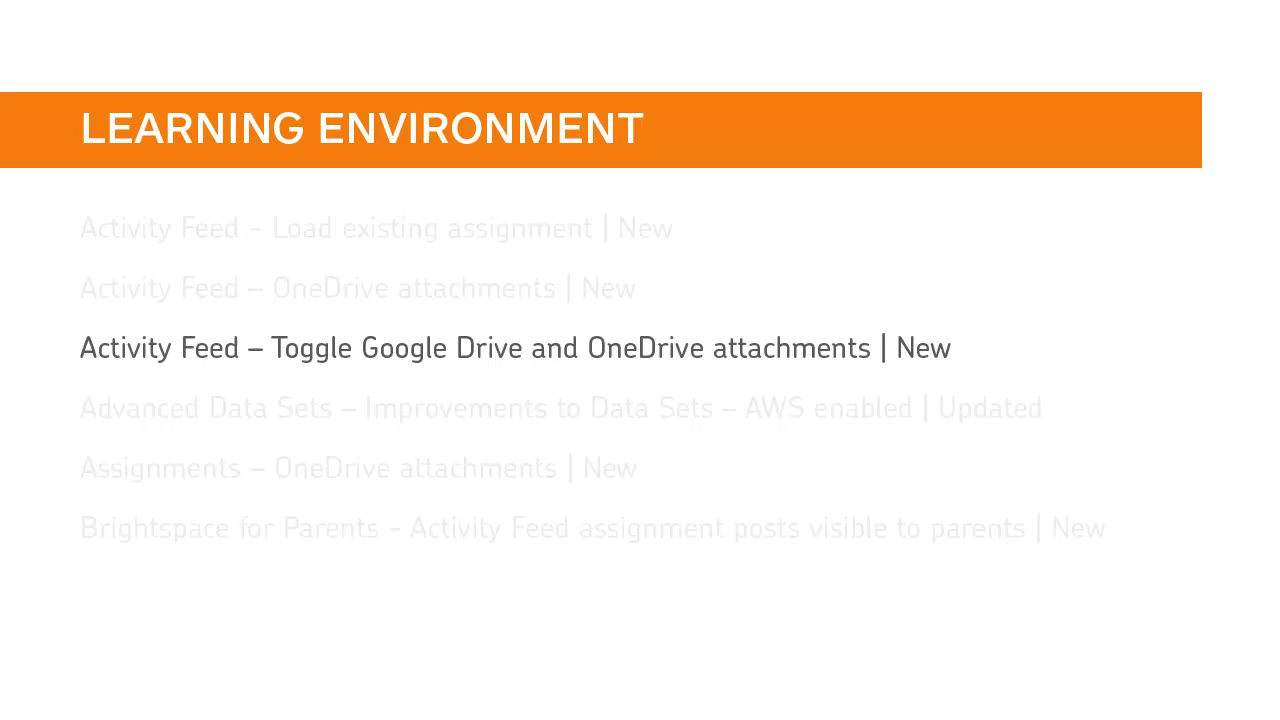 LEARNING ENVIRONMENT
Activity Feed - Load existing assignment | New
Activity Feed – OneDrive attachments | New
Activity Feed – Toggle Google Drive and OneDrive attachments | New
Advanced Data Sets – Improvements to Data Sets – AWS enabled | Updated
Assignments – OneDrive attachments | New
Brightspace for Parents - Activity Feed assignment posts visible to parents | New